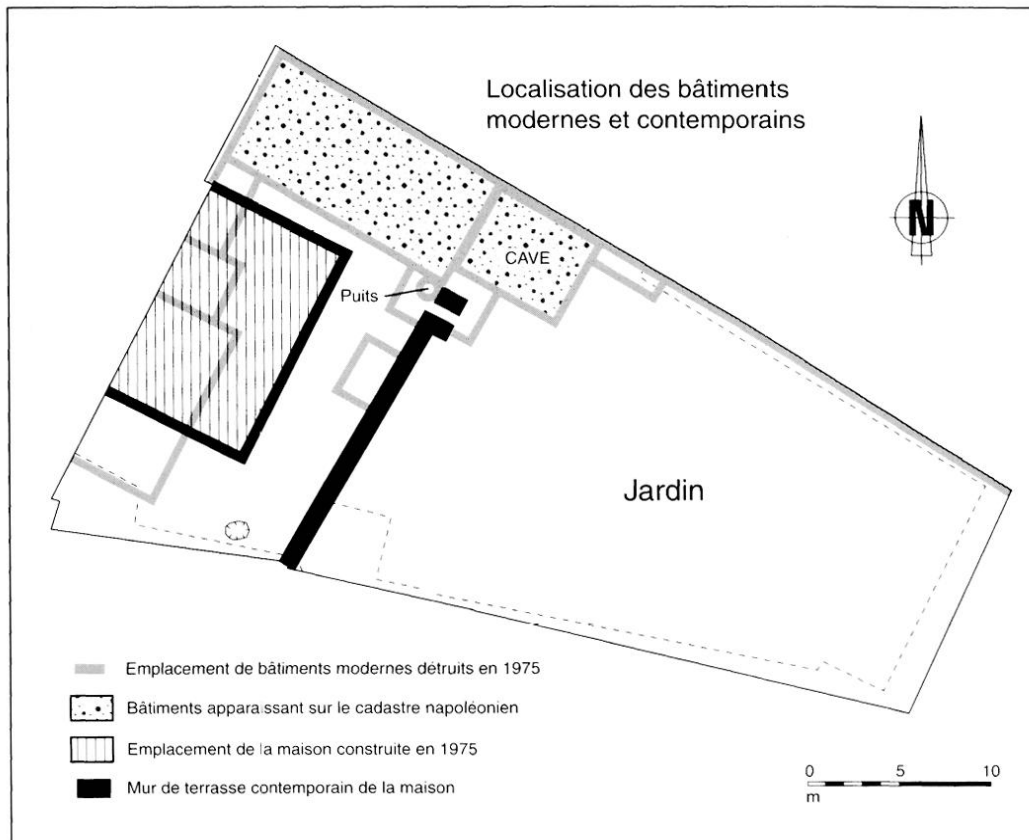 Localisation des bâtiments
modernes et contemporains
N
CAVE
Puits
Jardin
Emplacement de bâtiments modernes détruits en 1975
Bâtiments apparaissant sur le cadastre napoléonien
Emplacement de la maison construite en 1975
Mur de terrasse contemporain de la maison
0 5 10
m